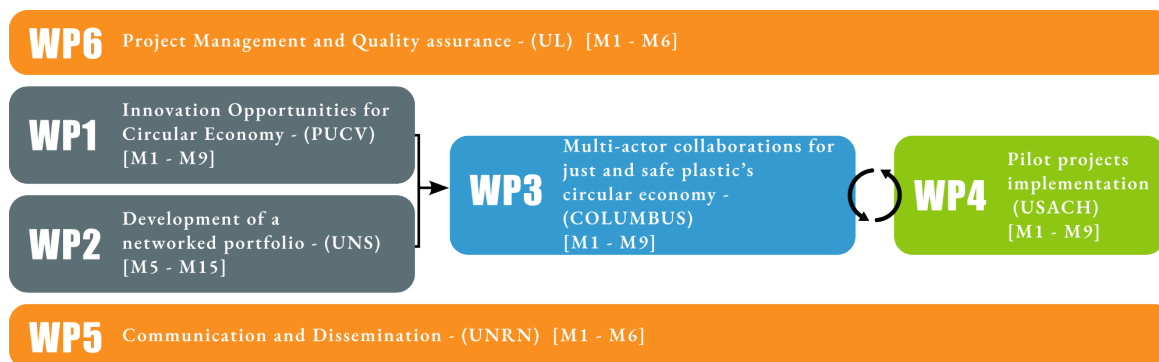 WP6 Project Management and Quality assurance - (UL) [M1 - M6]
WP1
Innovation Opportunities for
Circular Economy - (PUCV)
[M1 - M9]
WP2
Development of a
networked portfolio - (UNS)
[M5 - M15]
WP3
Multi-actor collaborations for
just and safe plastic's
circular economy -
(COLUMBUS)
[M1 - M9]
WP4
Pilot projects
implementation
(USACH)
[M1 - M9]
WP5 Communication and Dissemination - (UNRN) [M1 - M6]